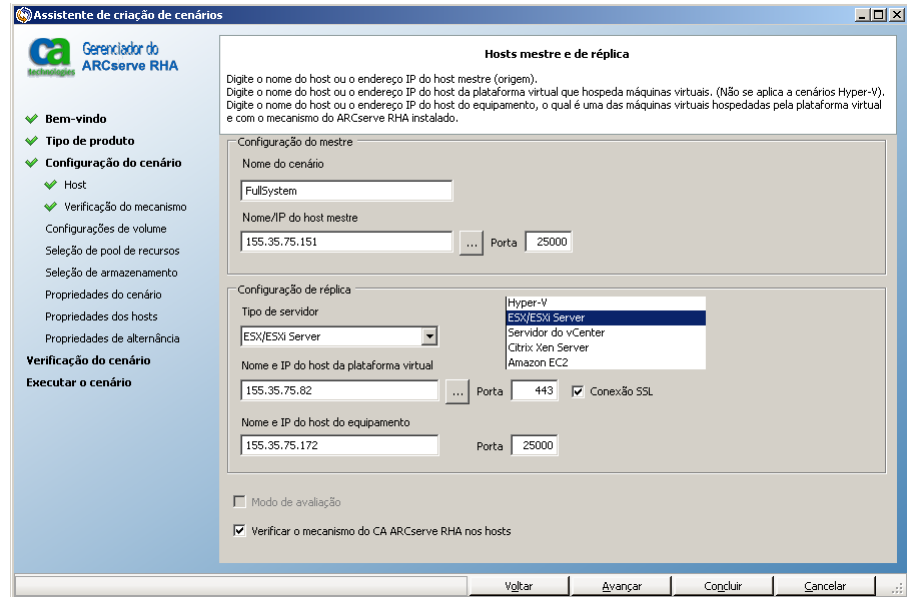 Assistente de criação de cenários
ca
technologies
Gerenciador do
ARCserve RHA
Bem-vindo
Tipo de produto
Configuração do cenário
Host
Verificação do mecanismo
Configurações de volume
Seleção de pool de recursos
Seleção de armazenamento
Propriedades do cenário
Propriedades dos hosts
Propriedades de alternância
Verificação do cenário
Executar o cenário
Hosts mestre e de réplica
Digite o nome do host ou o endereço IP do host mestre (origem).
Digite o nome do host ou o endereço IP do host da plataforma virtual que hospeda máquinas virtuais. (Não se aplica a cenários Hyper-V).
Digite o nome do host ou o endereço IP do host do equipamento, o qual é uma das máquinas virtuais hospedadas pela plataforma virtual
e com o mecanismo do ARCserve RHA instalado.
Configuração do mestre
Nome do cenário
FullSystem
Nome/IP do host mestre
155.35.75.151 ... Porta 25000
Configuração de réplica
Tipo de servidor
ESX/ESXi Server
Hyper-V
ESX/ESXi Server
Servidor do vCenter
Citrix Xen Server
Amazon EC2
Nome e IP do host da plataforma virtual
155.35.75.82 ... Porta 443 Conexão SSL
Nome e IP do host do equipamento
155.35.75.172 Porta 25000
Modo de avaliação
Verificar o mecanismo do CA ARCserve RHA nos hosts
Voltar Avançar Concluir Cancelar